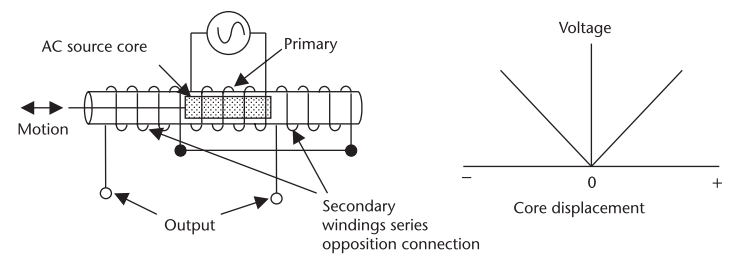 AC source core
Primary
Motion
Output
Secondary
windings series
opposition connection
Voltage
−
0
+
Core displacement